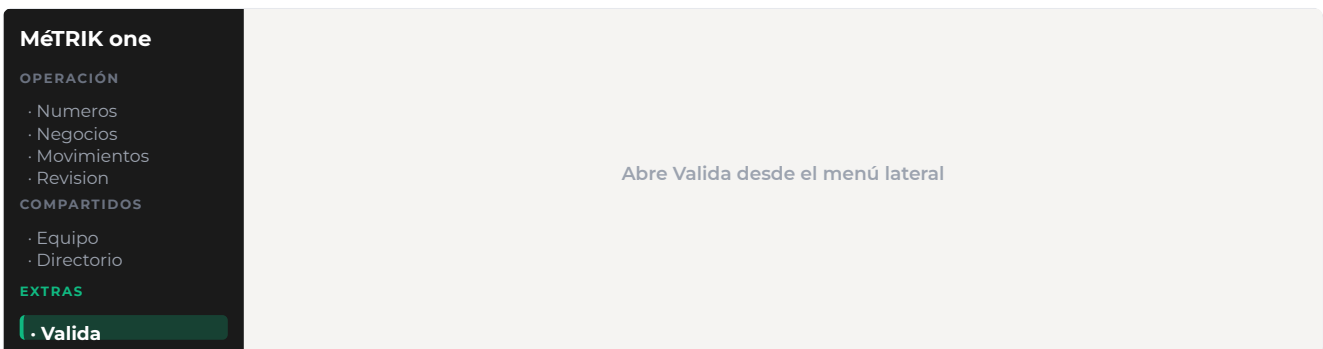 MéTRIK one
OPERACIÓN
· Numeros
· Negocios
· Movimientos
· Revision
COMPARTIDOS
· Equipo
· Directorio
EXTRAS
· Valida
Abre Valida desde el menú lateral